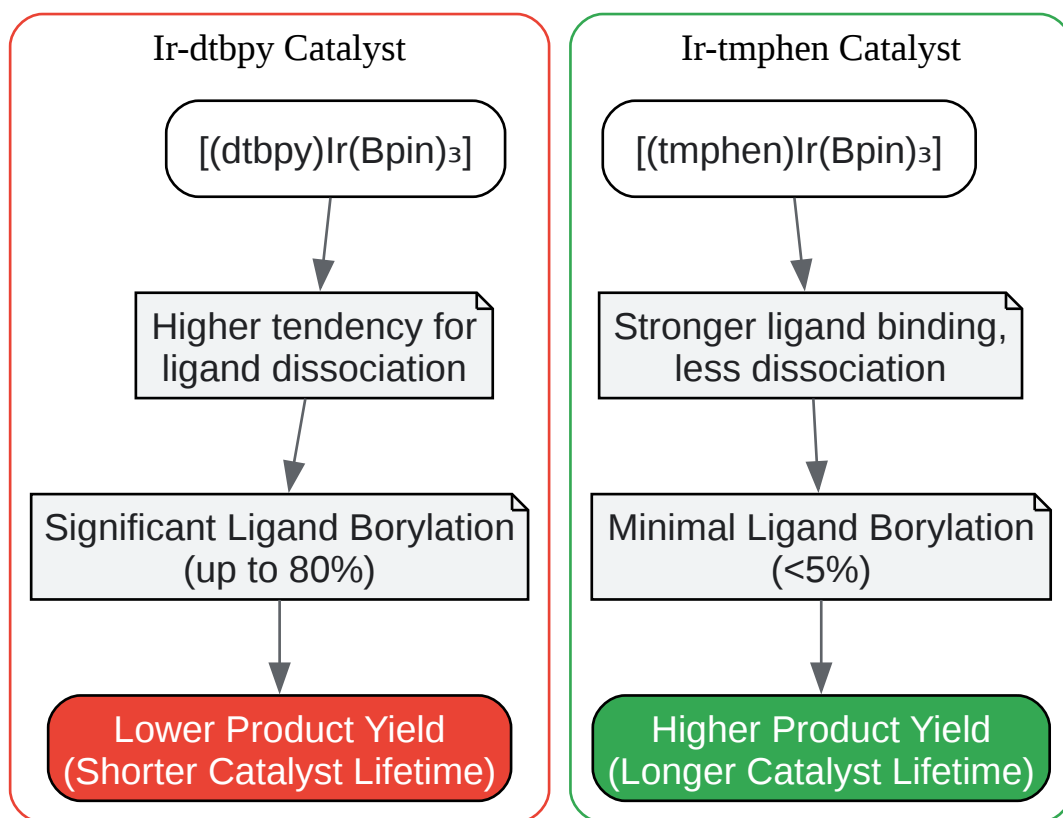 Ir-dtbpy Catalyst
[(dtbpy)Ir(Bpin)₃]
Higher tendency for
ligand dissociation
Significant Ligand Borylation
(up to 80%)
Lower Product Yield
(Shorter Catalyst Lifetime)
Ir-tmphen Catalyst
[(tmphen)Ir(Bpin)₃]
Stronger ligand binding,
less dissociation
Minimal Ligand Borylation
(<5%)
Higher Product Yield
(Longer Catalyst Lifetime)